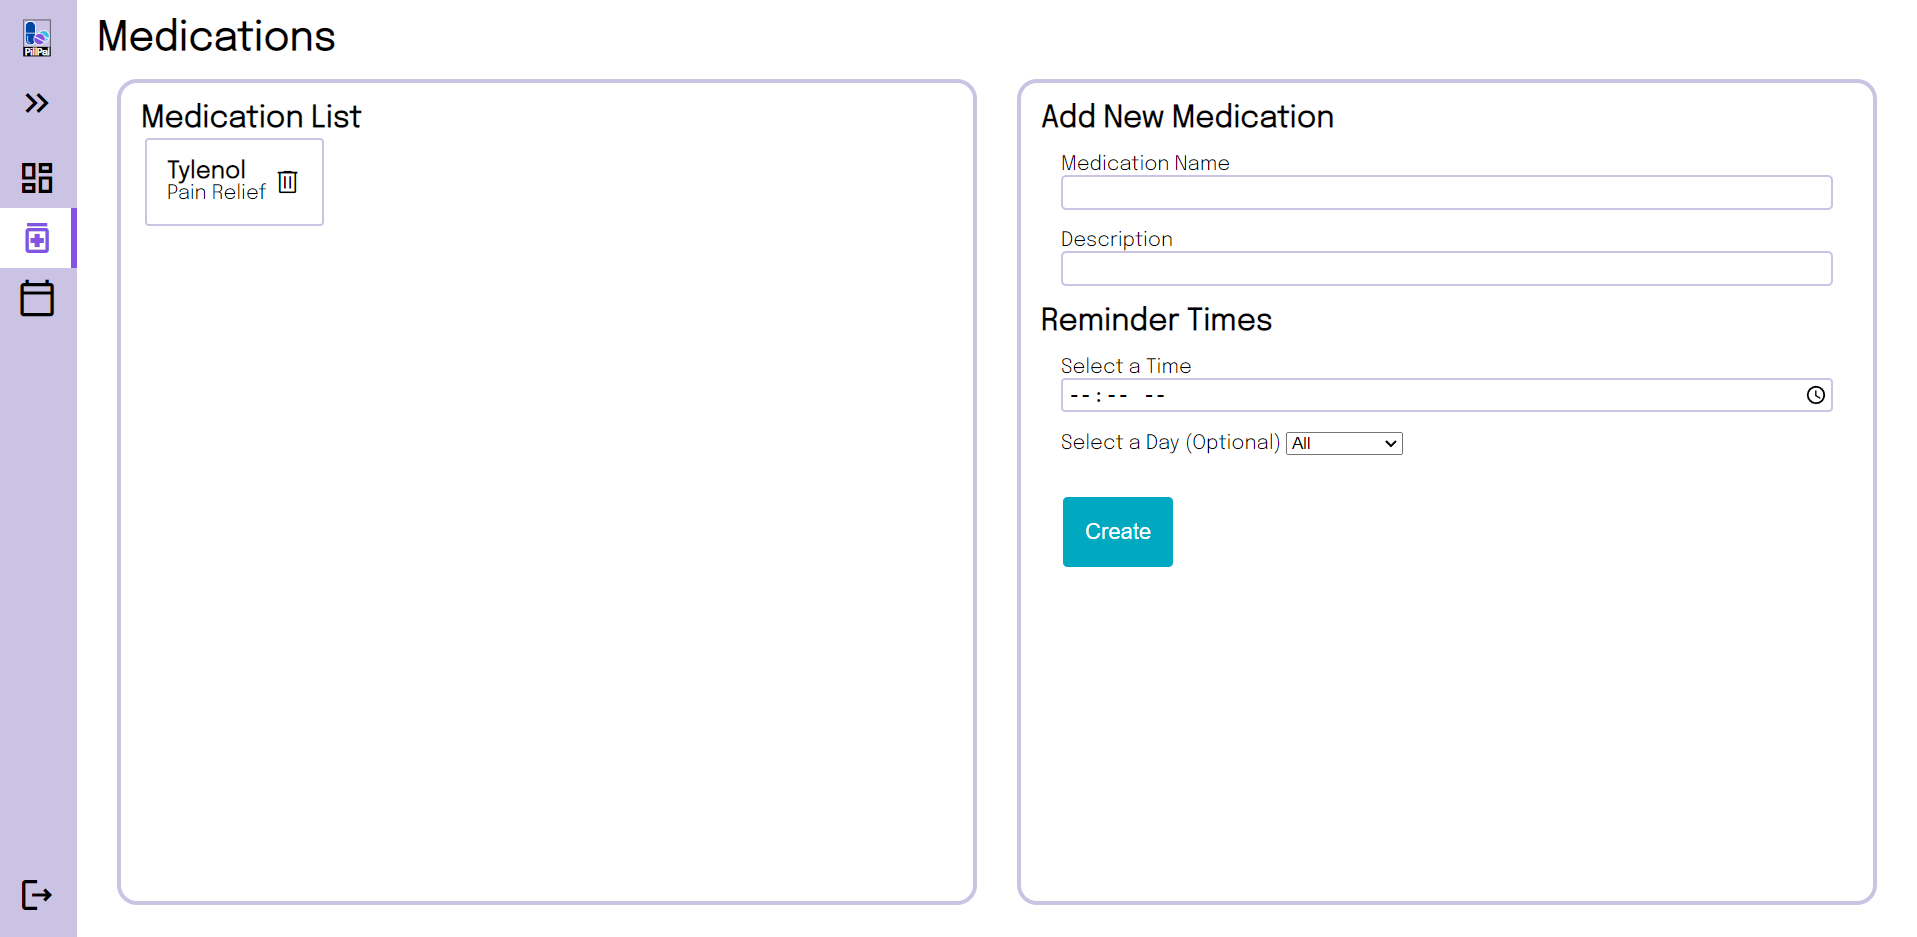 PillPal
Medications
Medication List
Tylenol
Pain Relief
Add New Medication
Medication Name
Description
Reminder Times
Select a Time
--:-- --
Select a Day (Optional) All
Create